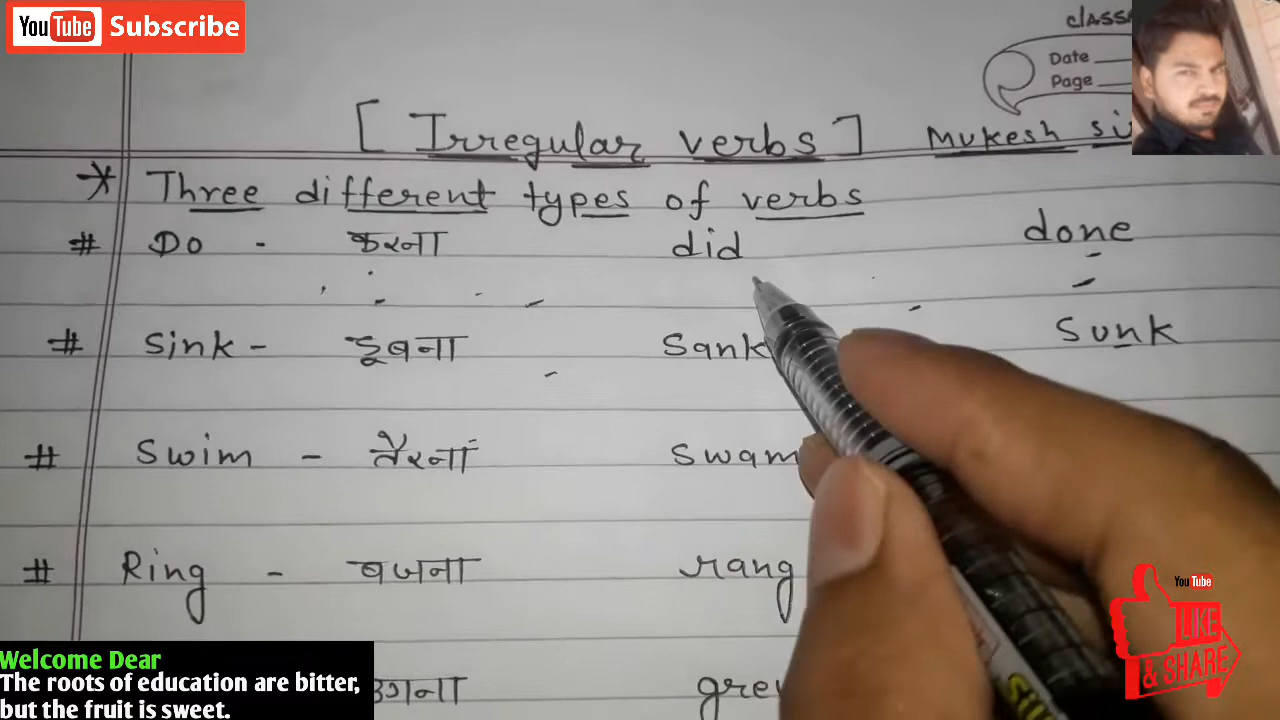 YouTube Subscribe
Date
Page
[ Irregular verbs ] Mukesh
* Three different types of verbs
# Do - करना did done
# Sink - डूबना Sank Sunk
# Swim - तैरना swam
# Ring - बजना rang
उगना
Welcome Dear
The roots of education are bitter,
but the fruit is sweet.
YouTube
LIKE
& SHARE